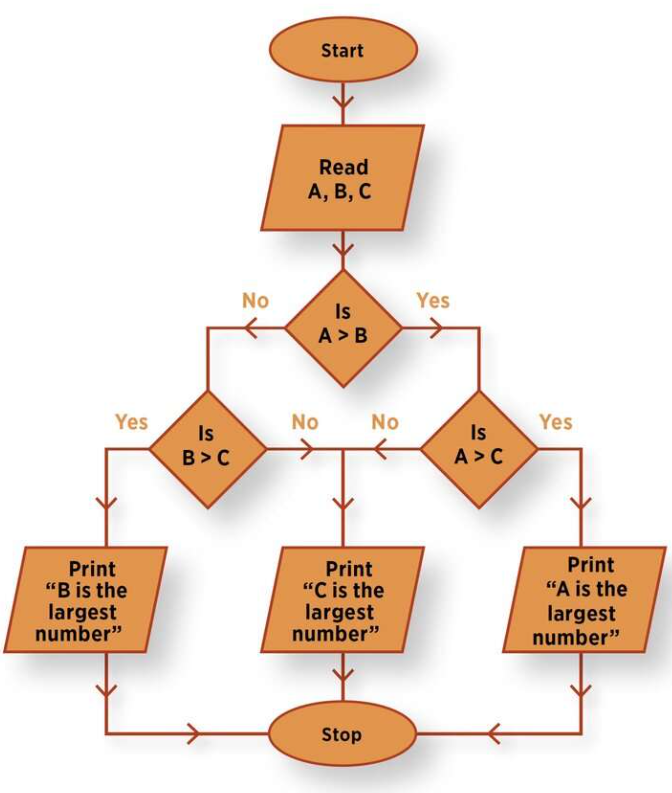 Start
Read
A, B, C
No
Yes
Is
A > B
Yes
No
No
Yes
Is
B > C
Is
A > C
Print
“B is the
largest
number”
Print
“C is the
largest
number”
Print
“A is the
largest
number”
Stop